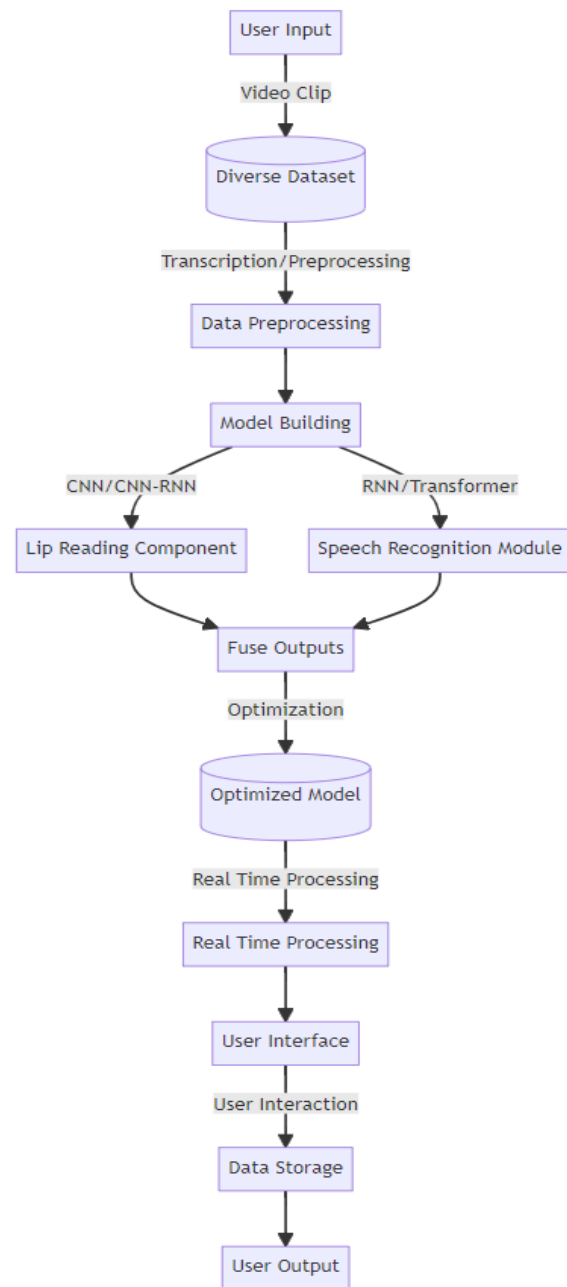 User Input
Video Clip
Diverse Dataset
Transcription/Preprocessing
Data Preprocessing
Model Building
CNN/CNN-RNN
RNN/Transformer
Lip Reading Component
Speech Recognition Module
Fuse Outputs
Optimization
Optimized Model
Real Time Processing
Real Time Processing
User Interface
User Interaction
Data Storage
User Output